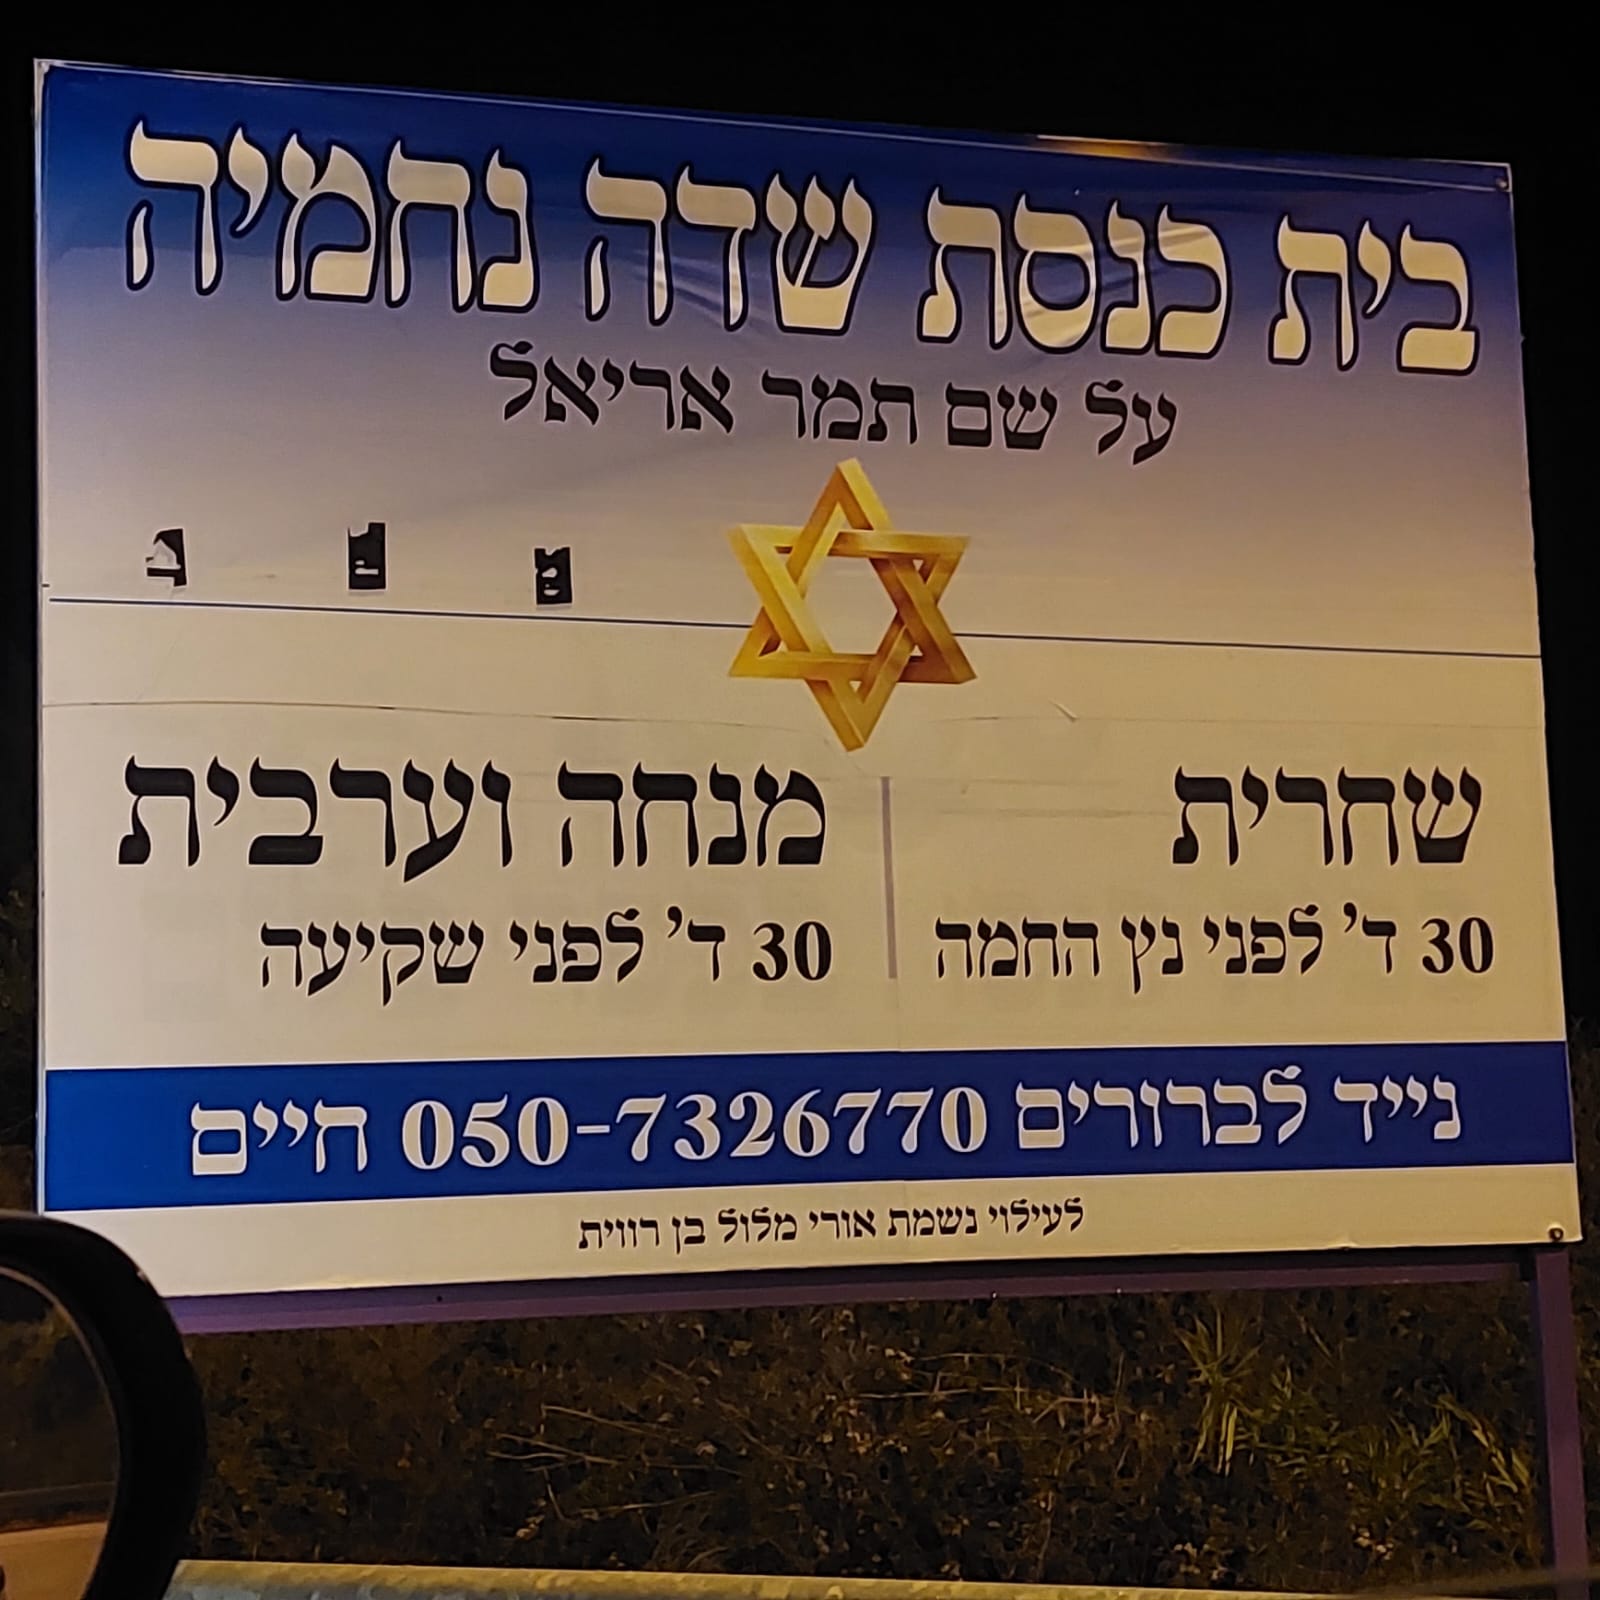 בית כנסת שדה נחמיה
על שם תמר אריאל
שחרית
30 ד' לפני נץ החמה
מנחה וערבית
30 ד' לפני שקיעה
נייד לברורים 050-7326770 חיים
לעילוי נשמת אורי מלול בן רווית